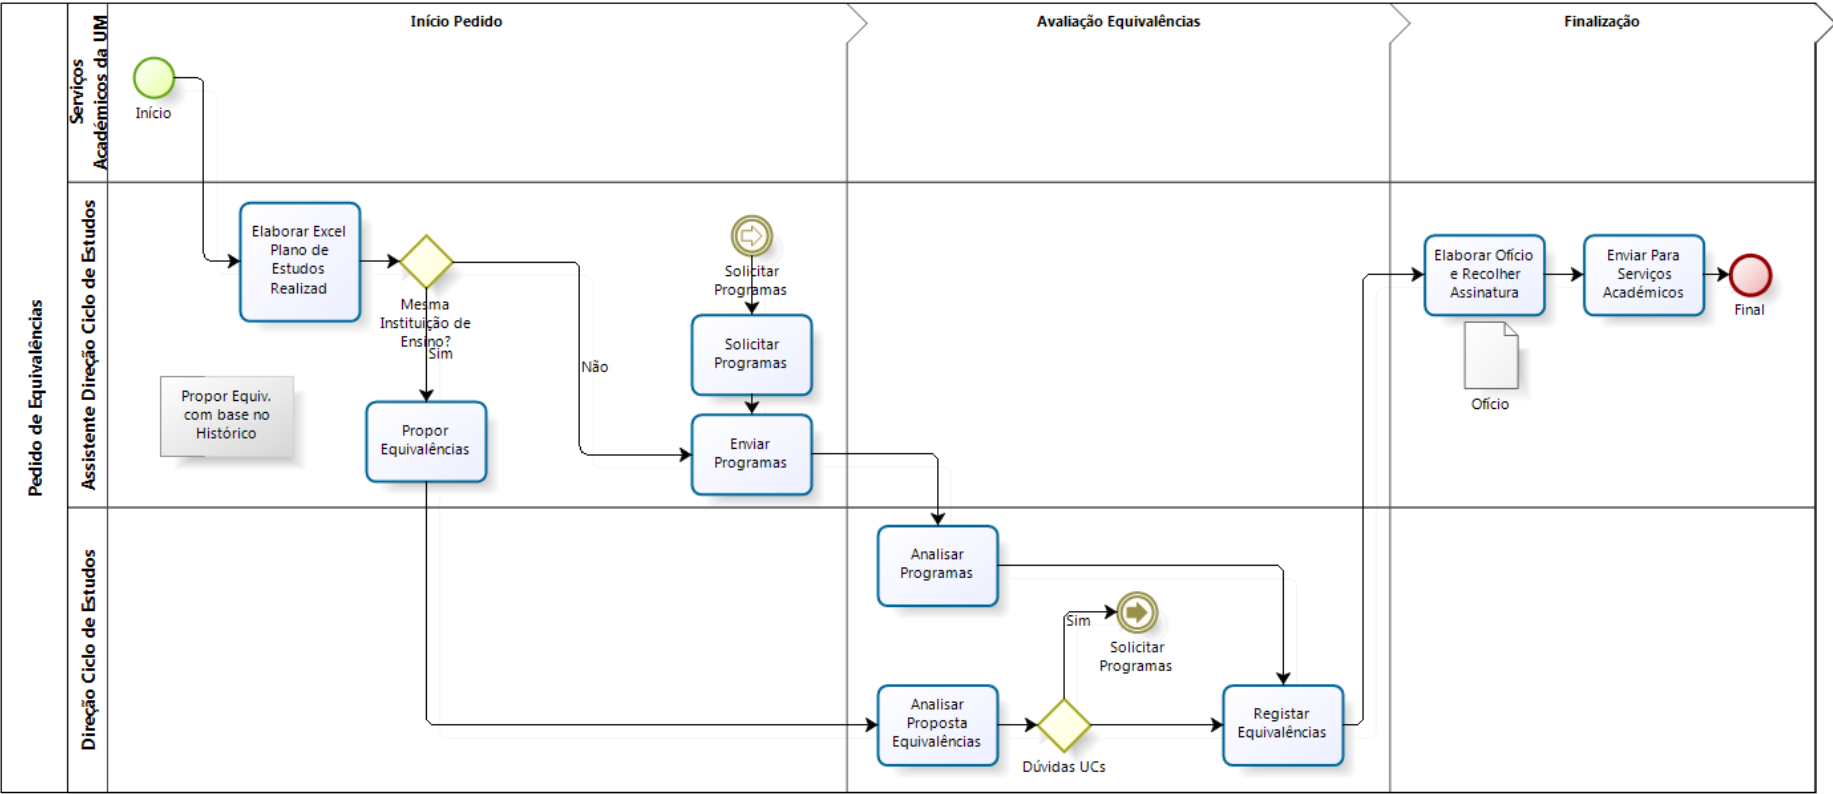 Início Pedido
Avaliação Equivalências
Finalização
Pedido de Equivalências
Serviços
Académicos da UM
Início
Assistente Direção Ciclo de Estudos
Elaborar Excel
Plano de
Estudos
Realizad
Mesma
Instituição de
Ensino?
Sim
Não
Solicitar
Programas
Solicitar
Programas
Enviar
Programas
Propor Equiv.
com base no
Histórico
Propor
Equivalências
Elaborar Ofício
e Recolher
Assinatura
Ofício
Enviar Para
Serviços
Académicos
Final
Direção Ciclo de Estudos
Analisar
Programas
Sim
Solicitar
Programas
Analisar
Proposta
Equivalências
Dúvidas UCs
Registar
Equivalências